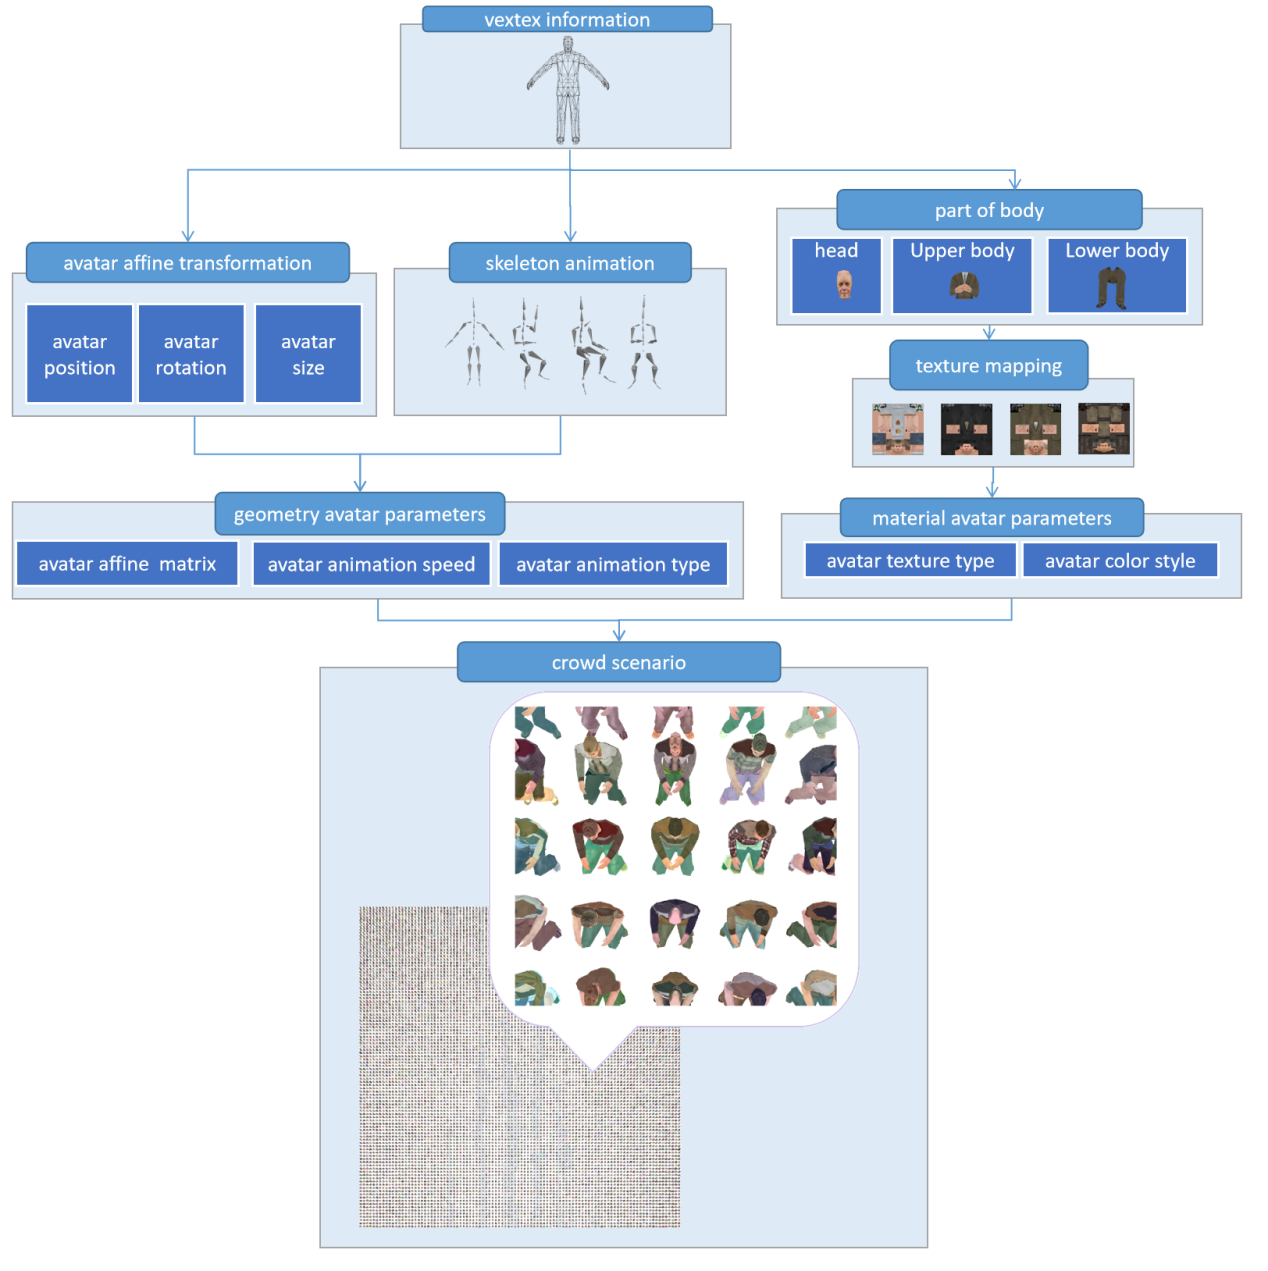 vextex information
part of body
head
Upper body
Lower body
avatar affine transformation
skeleton animation
avatar
position
avatar
rotation
avatar
size
texture mapping
geometry avatar parameters
material avatar parameters
avatar affine  matrix
avatar animation speed
avatar animation type
avatar texture type
avatar color style
crowd scenario